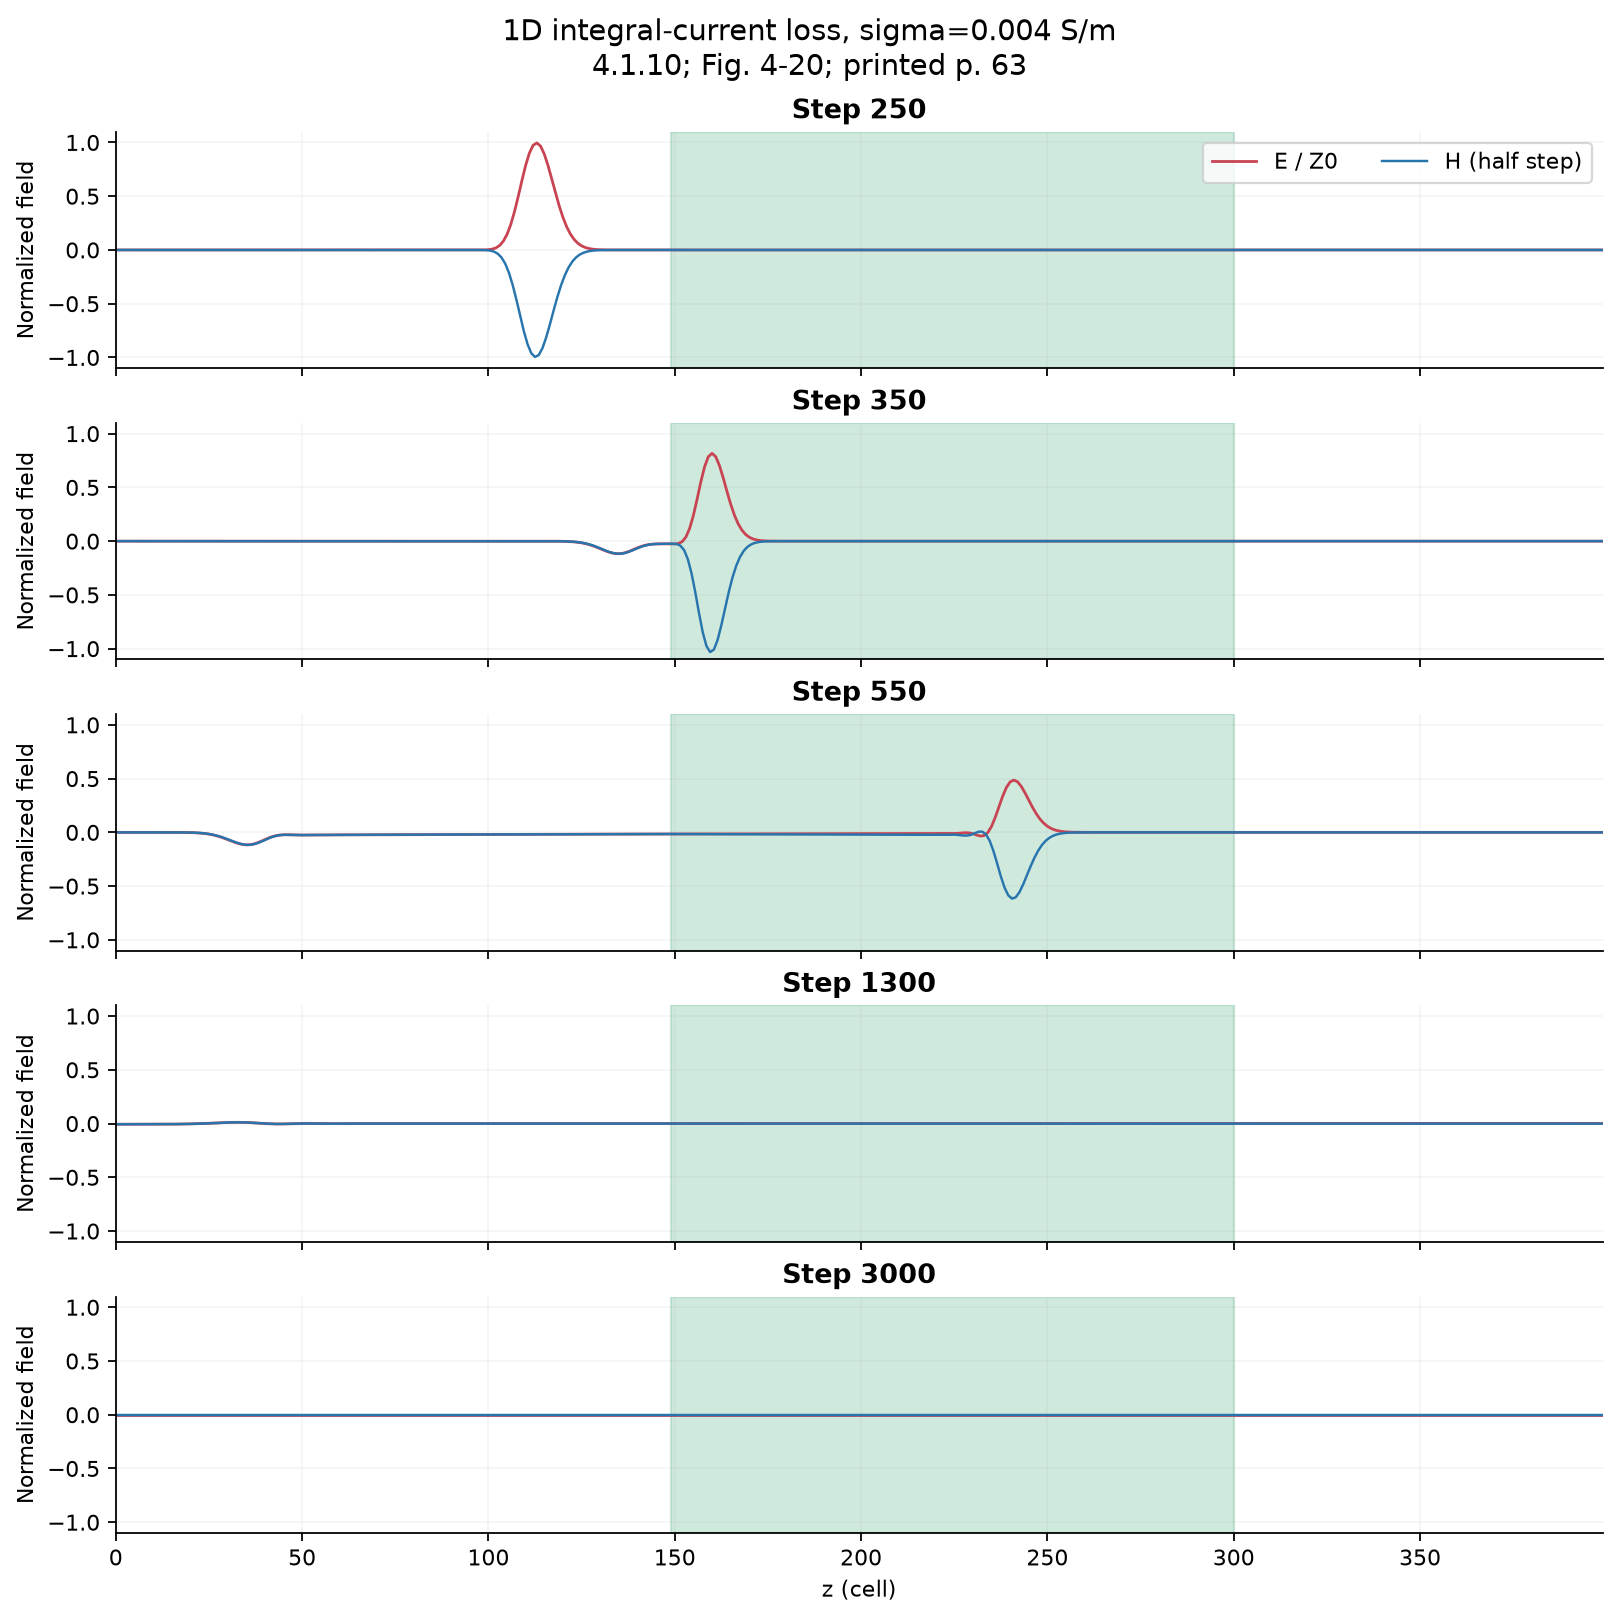 1D integral-current loss, sigma=0.004 S/m
4.1.10; Fig. 4-20; printed p. 63
Step 250
Normalized field
1.0
0.5
0.0
−0.5
−1.0
E / Z0
H (half step)
Step 350
Normalized field
1.0
0.5
0.0
−0.5
−1.0
Step 550
Normalized field
1.0
0.5
0.0
−0.5
−1.0
Step 1300
Normalized field
1.0
0.5
0.0
−0.5
−1.0
Step 3000
Normalized field
1.0
0.5
0.0
−0.5
−1.0
0 50 100 150 200 250 300 350
z (cell)